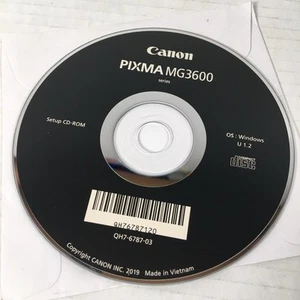 Canon
PIXMA MG3600
series
Setup CD-ROM
OS : Windows
U 1.2
disc
QH76787120
QH7-6787-03
Copyright CANON INC. 2019 Made in Vietnam